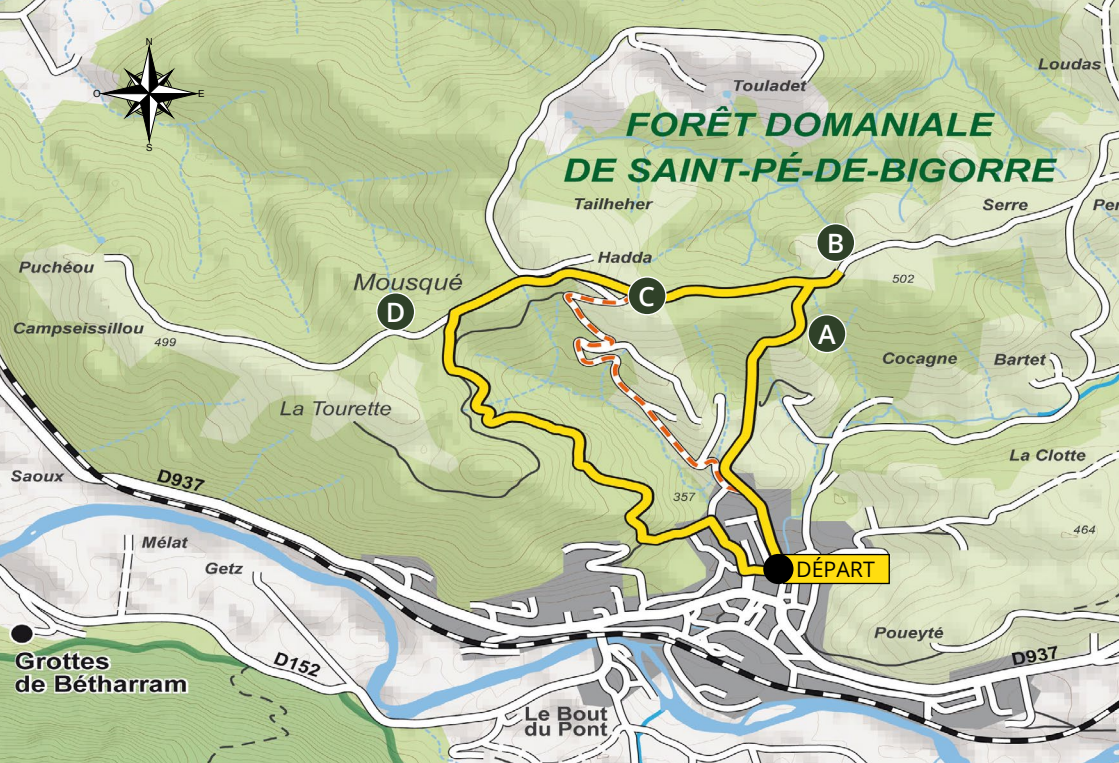 N
O
E
S
Loudas
Touladet
FORÊT DOMANIALE
DE SAINT-PÉ-DE-BIGORRE
Tailheher
Serre
Per
B
Hadda
Puchéou
Mousqué
502
C
D
A
Campseissillou
499
Cocagne
Bartet
La Tourette
La Clotte
Saoux
D937
357
464
Mélat
Getz
DÉPART
Poueyté
Grottes
de Bétharram
D152
D937
Le Bout
du Pont